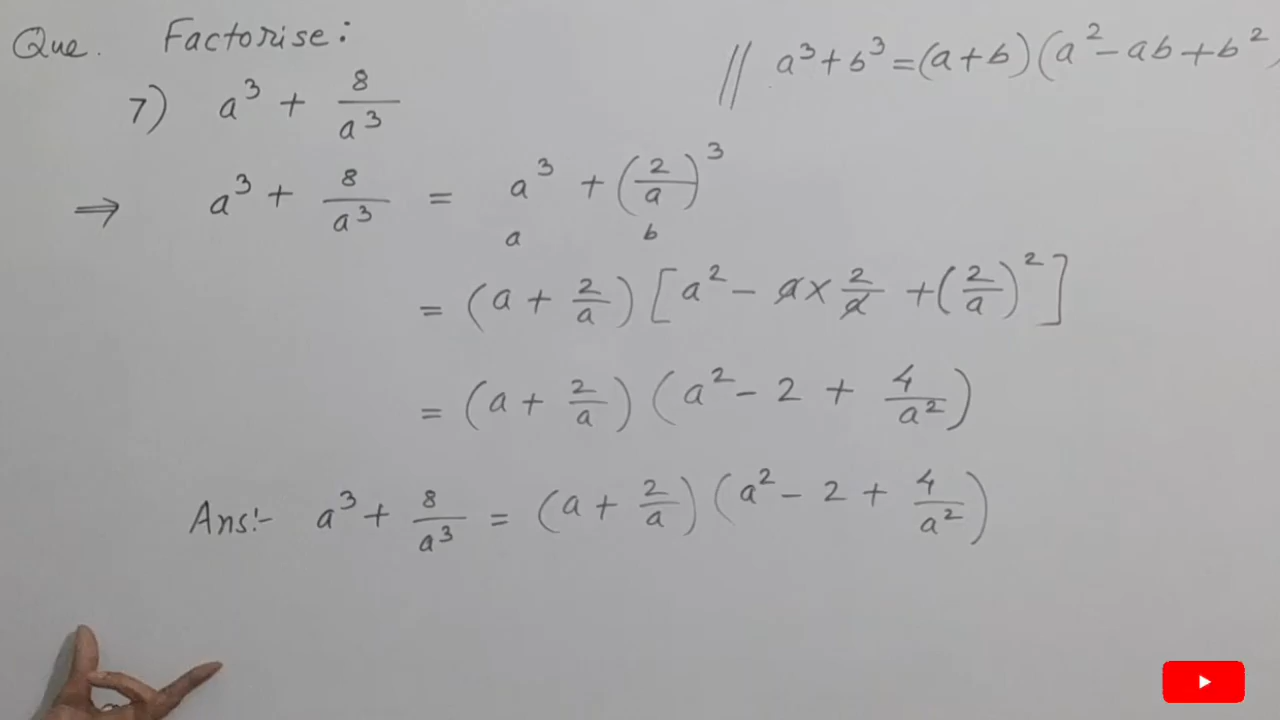 Que. Factorise:
// a³+b³=(a+b)(a²-ab+b²)
7) a³ + 8/a³
⇒ a³ + 8/a³ = a³ + (2/a)³
a b
= (a + 2/a) [a² - a × 2/a + (2/a)²]
= (a + 2/a) (a² - 2 + 4/a²)
Ans:- a³ + 8/a³ = (a + 2/a) (a² - 2 + 4/a²)